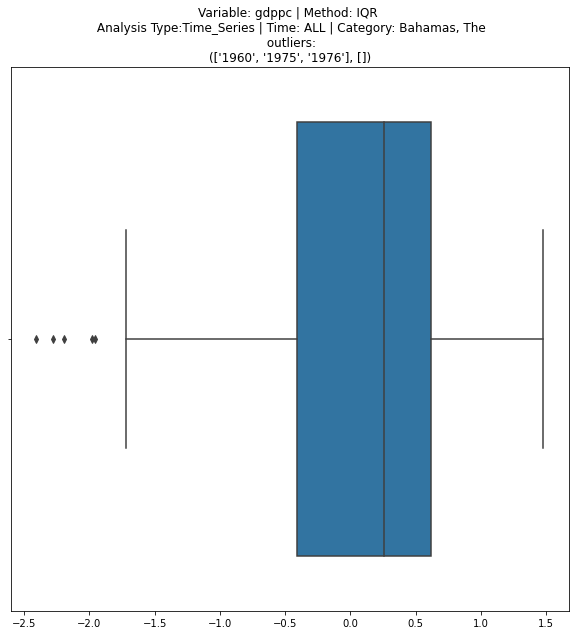 Variable: gdppc | Method: IQR
Analysis Type:Time_Series | Time: ALL | Category: Bahamas, The
outliers:
(['1960', '1975', '1976'], [])
−2.5 −2.0 −1.5 −1.0 −0.5 0.0 0.5 1.0 1.5